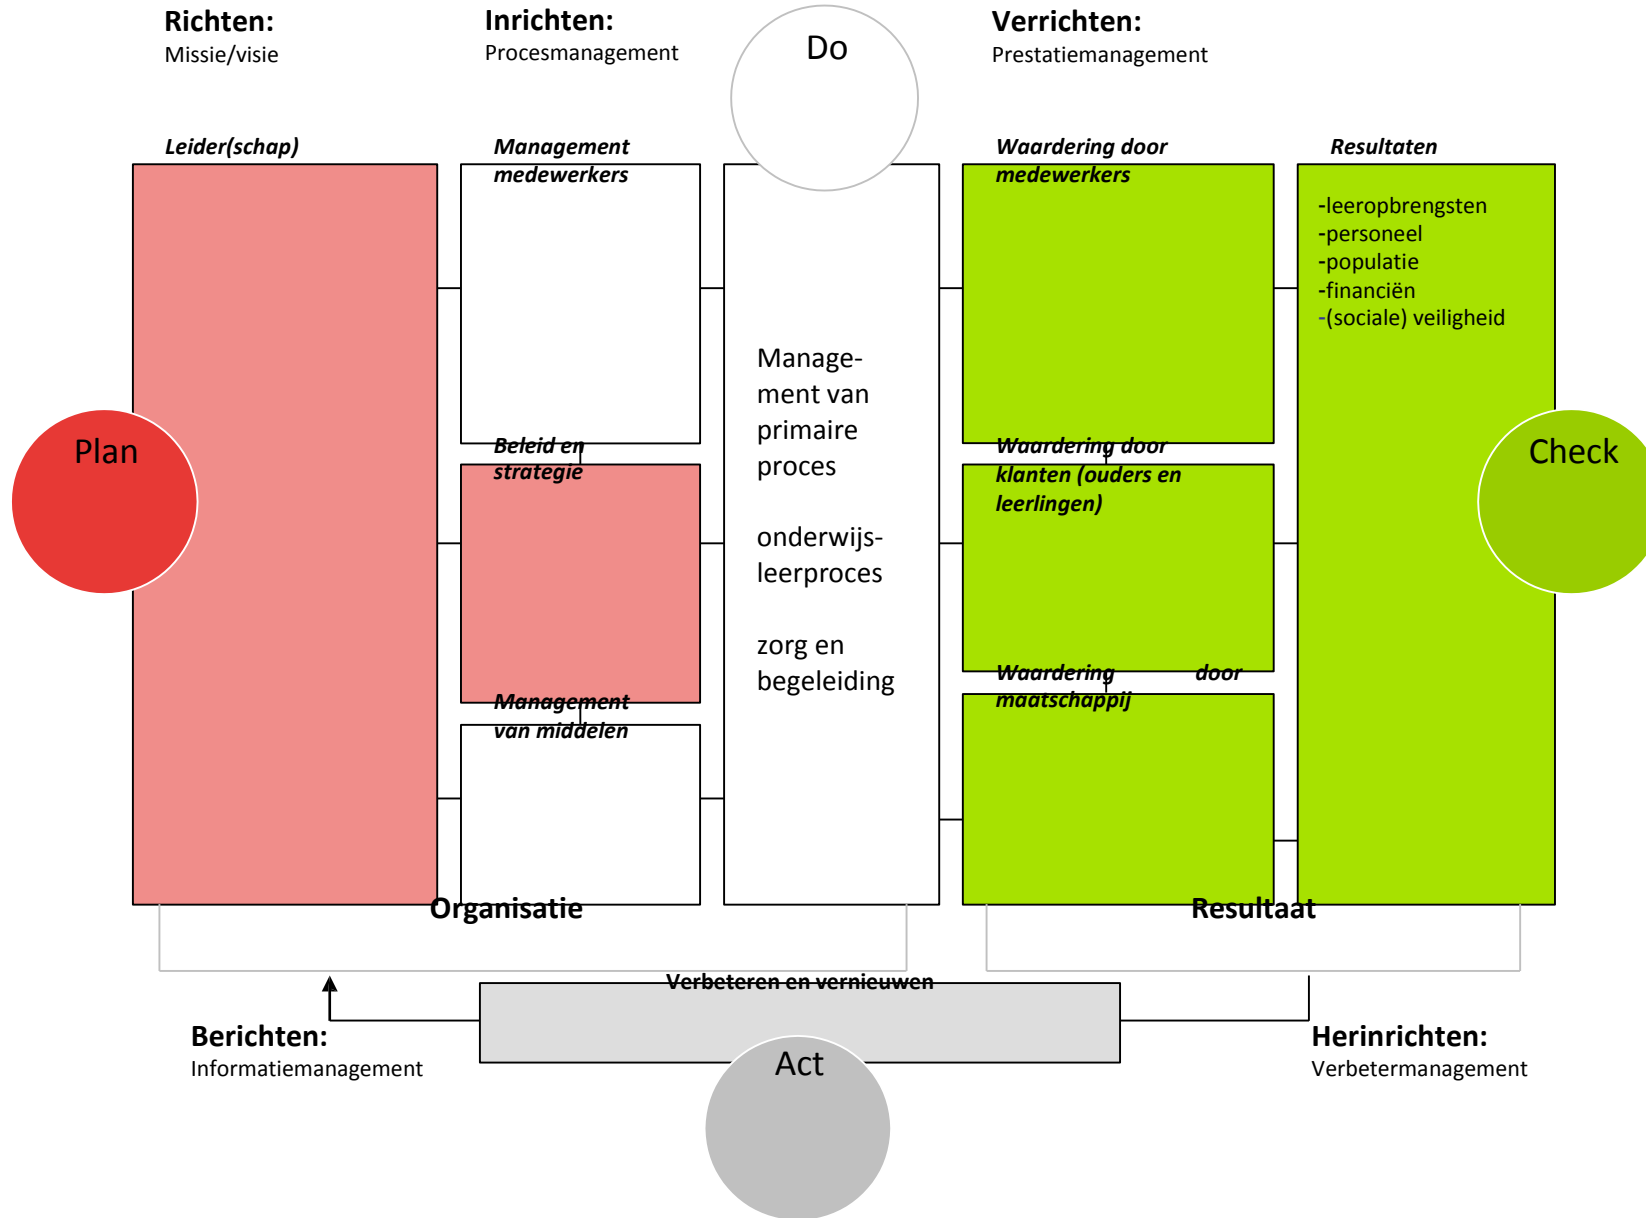 Richten:
Missie/visie
Inrichten:
Procesmanagement
Do
Verrichten:
Prestatiemanagement
Leider(schap)
Management
medewerkers
Waardering door
medewerkers
Resultaten
-leeropbrengsten
-personeel
-populatie
-financiën
-(sociale) veiligheid
Manage-
ment van
primaire
proces
onderwijs-
leerproces
zorg en
begeleiding
Plan
Beleid en
strategie
Waardering door
klanten (ouders en
leerlingen)
Check
Management
van middelen
Waardering door
maatschappij
Organisatie
Resultaat
Verbeteren en vernieuwen
Berichten:
Informatiemanagement
Act
Herinrichten:
Verbetermanagement